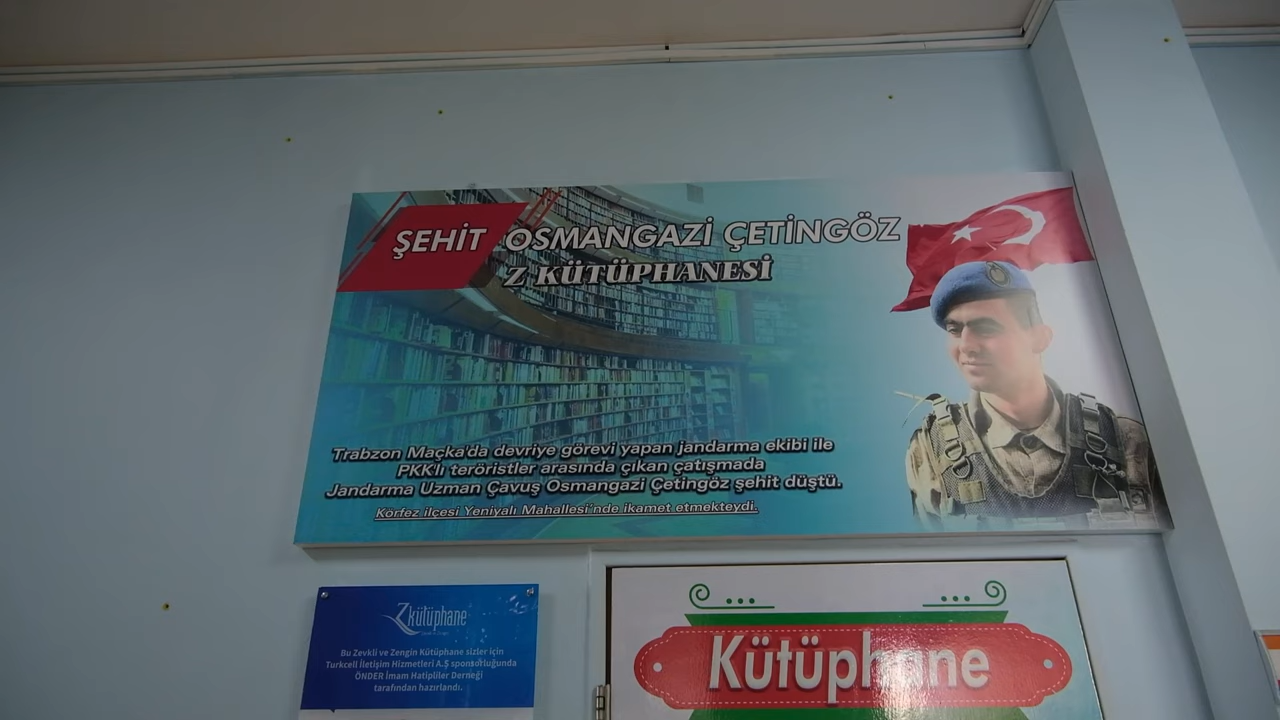 ŞEHİT OSMANGAZİ ÇETİNGÖZ
Z KÜTÜPHANESİ
Trabzon Maçka'da devriye görevi yapan jandarma ekibi ile
PKK'lı teröristler arasında çıkan çatışmada
Jandarma Uzman Çavuş Osmangazi Çetingöz şehit düştü.
Körfez ilçesi Yeniyalı Mahallesi'nde ikamet etmekteydi.
Zkütüphane
Bu Zevkli ve Zengin Kütüphane sizler için
Turkcell İletişim Hizmetleri A.Ş sponsorluğunda
ÖNDER İmam Hatipliler Derneği
tarafından hazırlandı.
Kütüphane